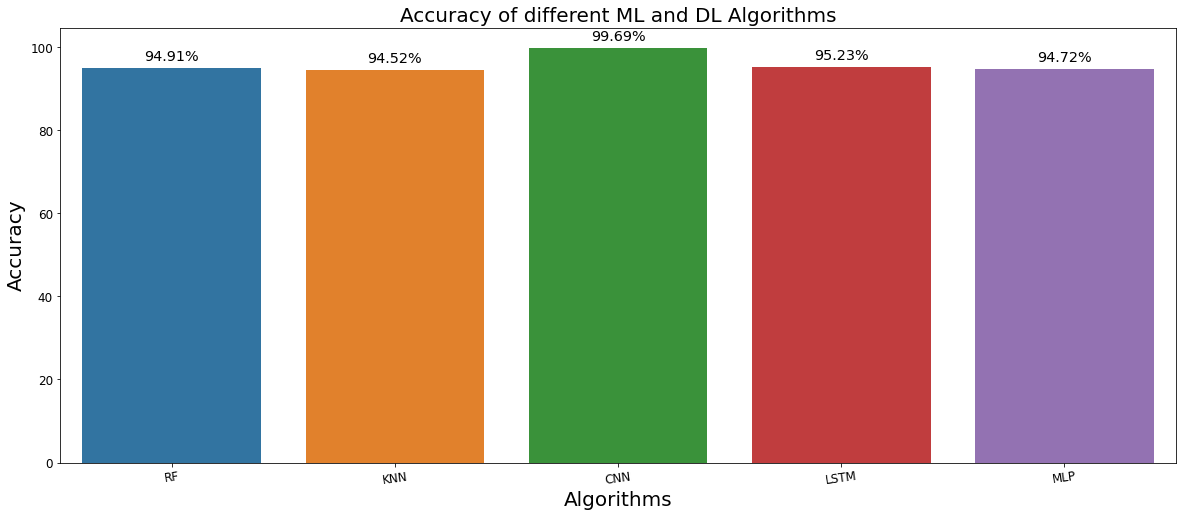 Accuracy of different ML and DL Algorithms
99.69%
94.91%
94.52%
95.23%
94.72%
100
80
60
40
20
0
Accuracy
RF
KNN
CNN
LSTM
MLP
Algorithms